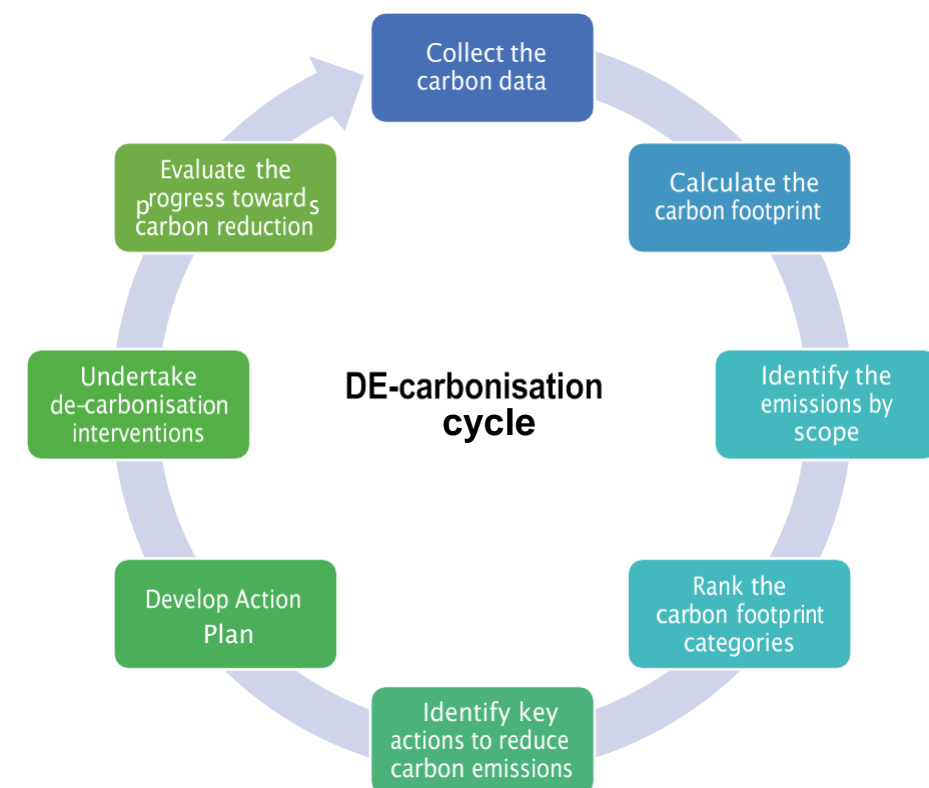 Collect the
carbon data
Calculate the
carbon footprint
Identify the
emissions by
scope
Rank the
carbon footprint
categories
Identify key
actions to reduce
carbon emissions
Develop Action
Plan
Undertake
de-carbonisation
interventions
Evaluate the
progress towards
carbon reduction
DE-carbonisation
cycle